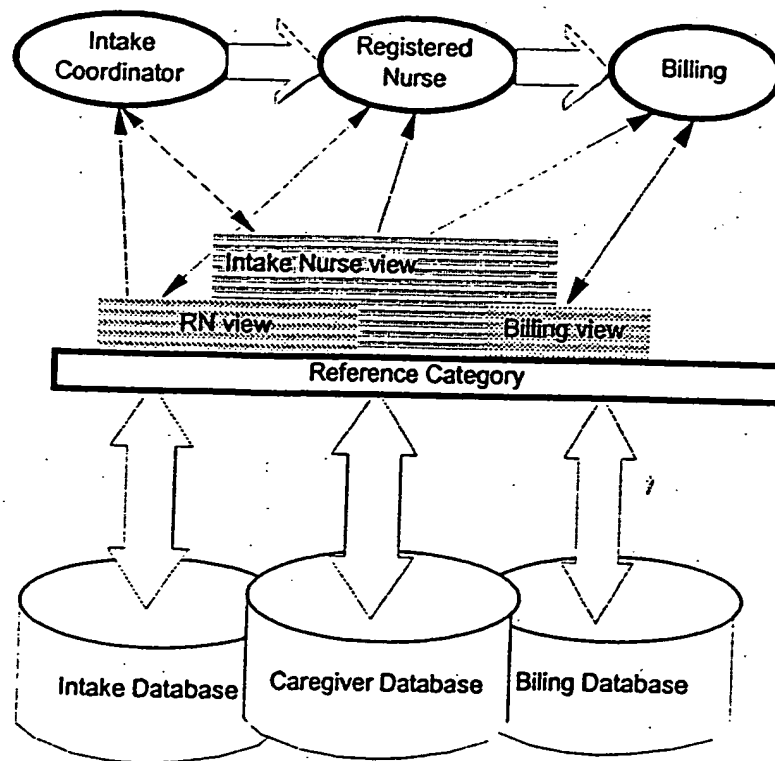 Intake
Coordinator
Registered
Nurse
Billing
Intake Nurse view
RN view
Billing view
Reference Category
Intake Database
Caregiver Database
Biling Database